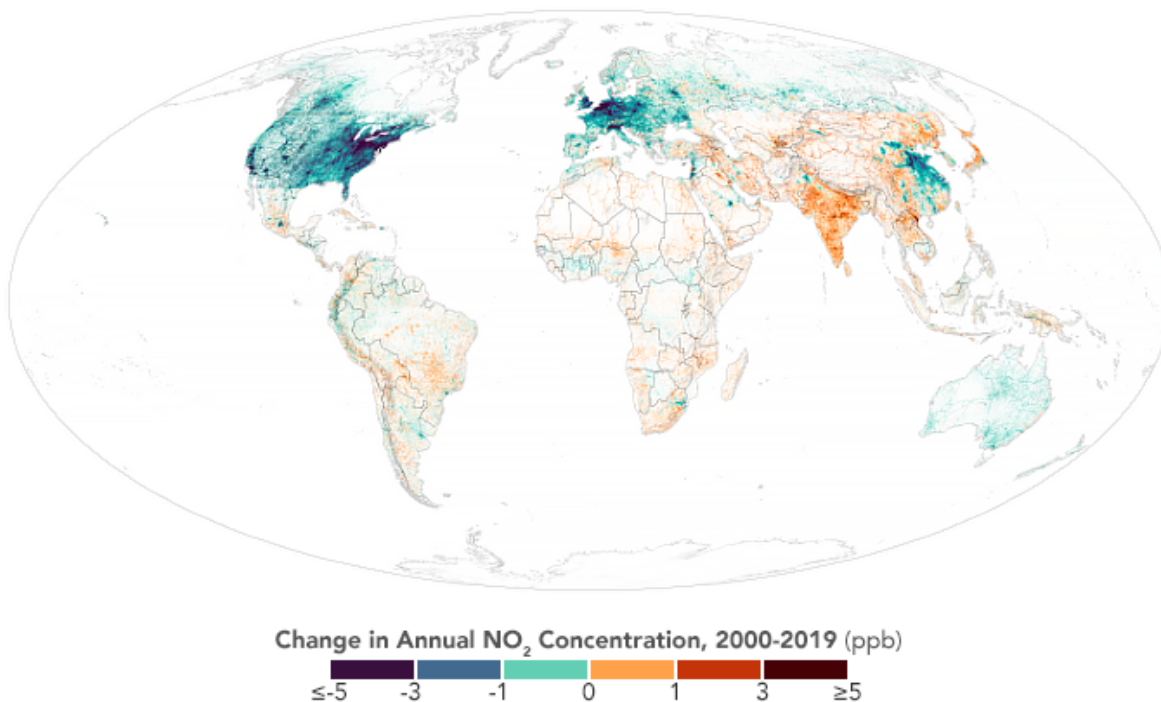 Change in Annual NO₂ Concentration, 2000-2019 (ppb)
≤-5 -3 -1 0 1 3 ≥5